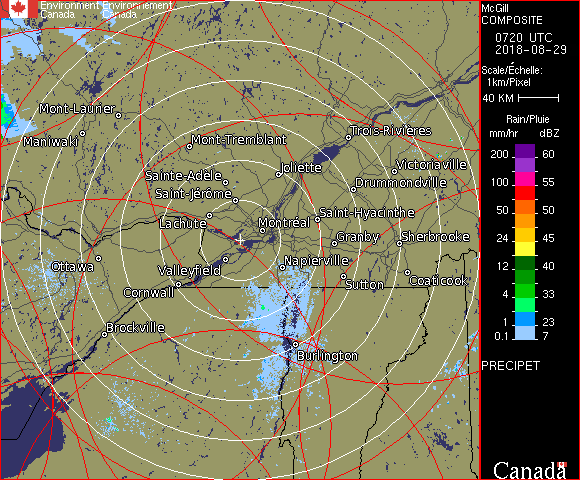 Environment Environnement
Canada Canada
McGill
COMPOSITE
0720 UTC
2018-08-29
Scale/Échelle:
1km/Pixel
40 KM
Rain/Pluie
mm/hr dBZ
200 60
100 55
50 50
24 45
12 40
8 35
4 30
1 23
0.1 7
PRECIPET
Canada
Mont-Laurier
Maniwaki
Mont-Tremblant
Trois-Rivières
Joliette
Victoriaville
Sainte-Adèle
Drummondville
Saint-Jérôme
Lachute
Saint-Hyacinthe
Montréal
Granby
Sherbrooke
Ottawa
Valleyfield
Napierville
Cornwall
Sutton
Coaticook
Brockville
Burlington